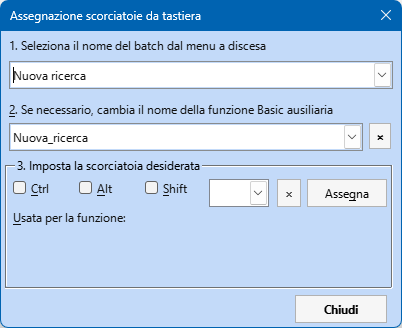 Assegnazione scorciatoie da tastiera
1. Seleziona il nome del batch dal menu a discesa
Nuova ricerca
2. Se necessario, cambia il nome della funzione Basic ausiliaria
Nuova_ricerca
×
3. Imposta la scorciatoia desiderata
Ctrl Alt Shift × Assegna
Usata per la funzione:
Chiudi